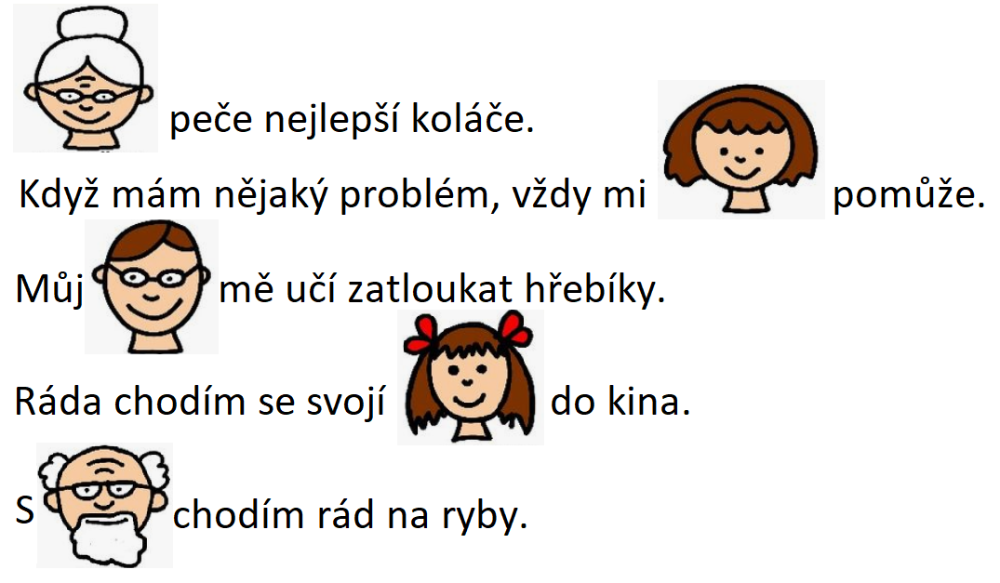 peče nejlepší koláče.
Když mám nějaký problém, vždy mi pomůže.
Můj mě učí zatloukat hřebíky.
Ráda chodím se svojí do kina.
S chodím rád na ryby.